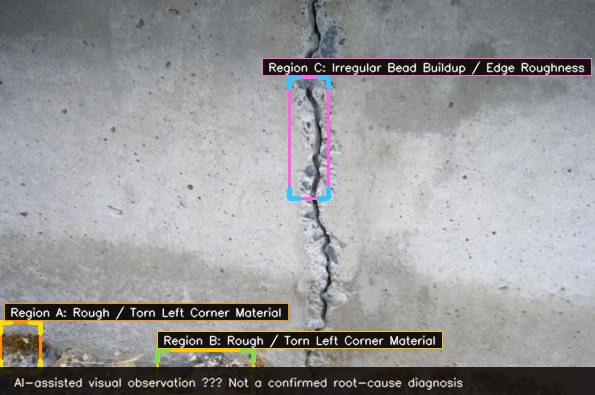 Region C: Irregular Bead Buildup / Edge Roughness
Region A: Rough / Torn Left Corner Material
Region B: Rough / Torn Left Corner Material
AI-assisted visual observation ??? Not a confirmed root-cause diagnosis